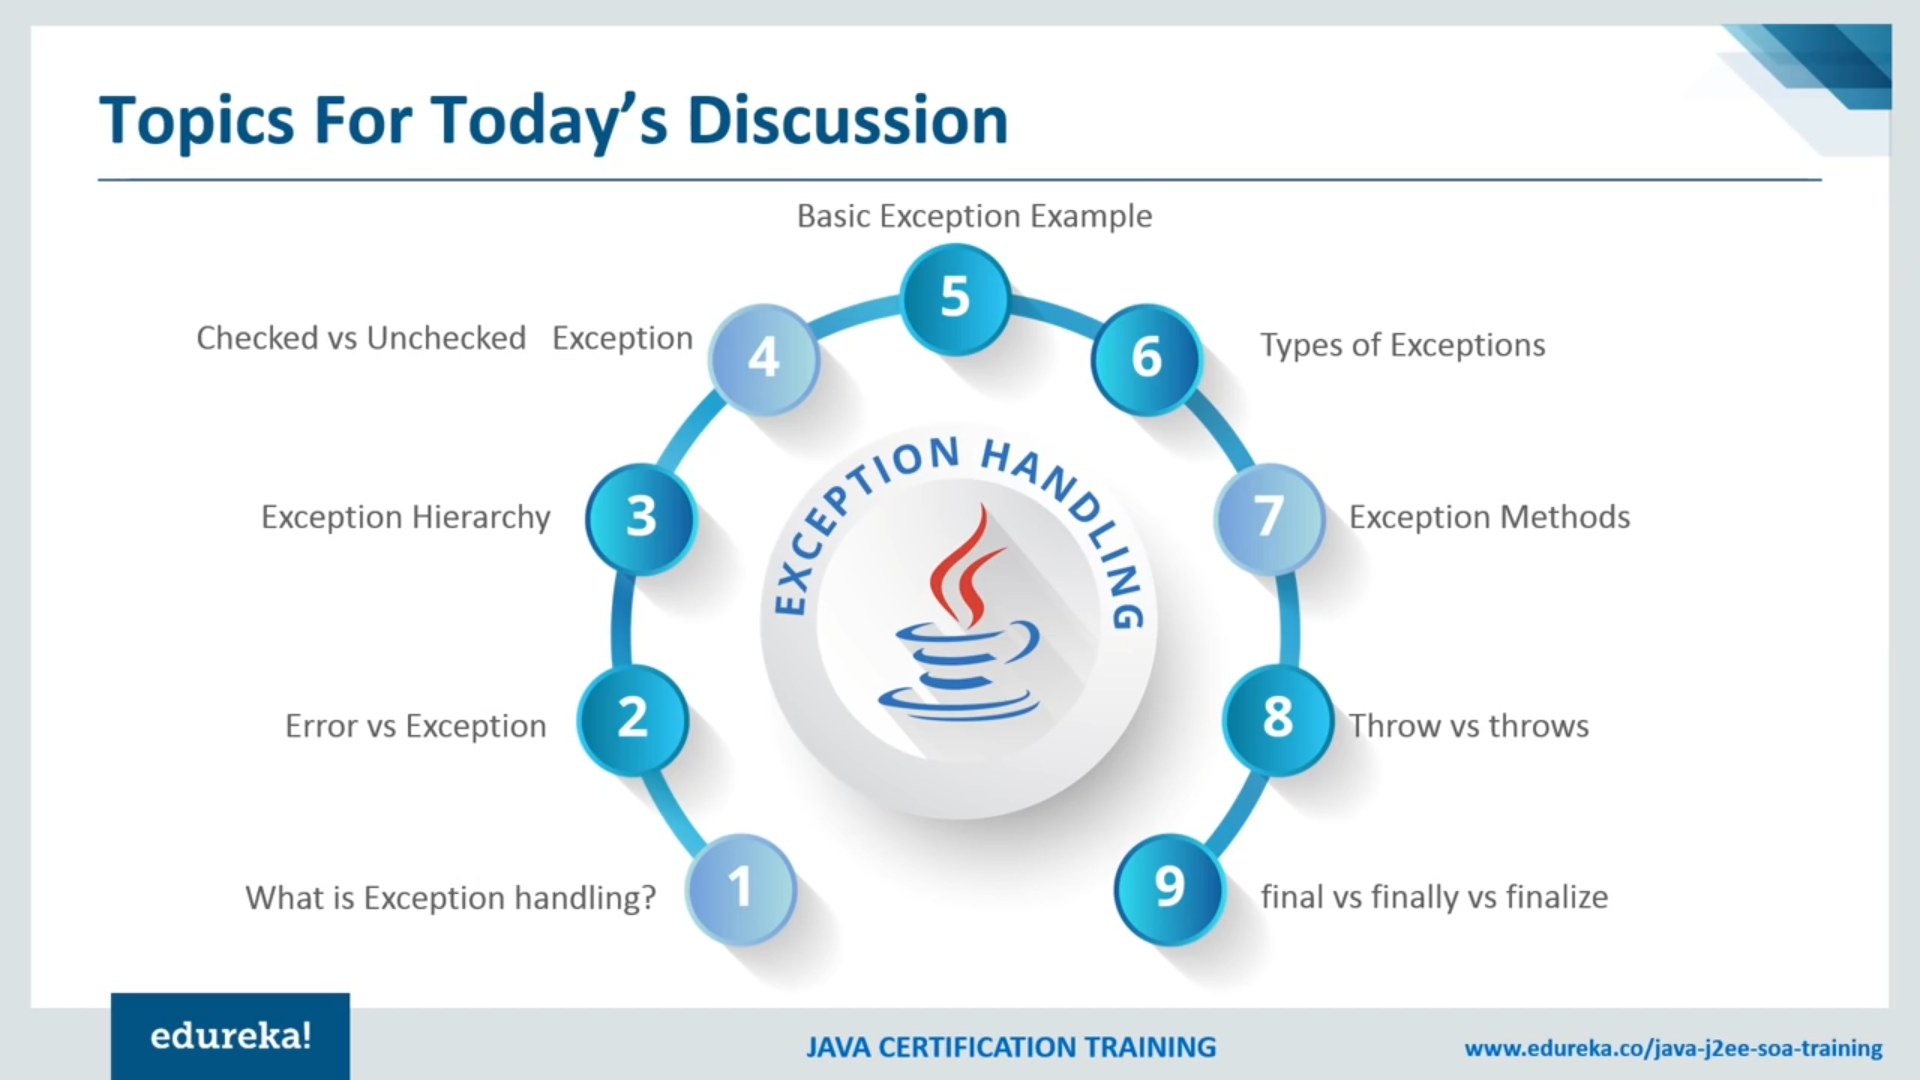 Topics For Today’s Discussion
Basic Exception Example
5
Checked vs Unchecked Exception
4
6
Types of Exceptions
EXCEPTION HANDLING
Exception Hierarchy
3
7
Exception Methods
Error vs Exception
2
8
Throw vs throws
What is Exception handling?
1
9
final vs finally vs finalize
edureka!
JAVA CERTIFICATION TRAINING
www.edureka.co/java-j2ee-soa-training